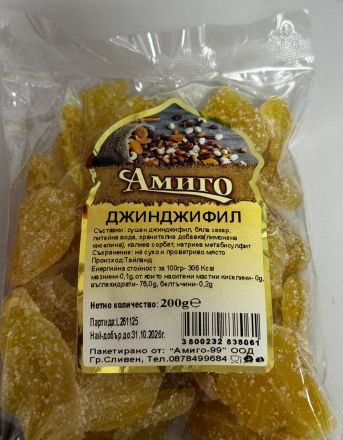 Амиго
ДЖИНДЖИФИЛ
Съставки: сушен джинджифил, бяла захар,
питейна вода, хранителна добавка(лимонена
киселина), калиев сорбат, натриев метабисулфит
Съхранение: на сухо и проветриво място
Произход:Тайланд
Енергийна стойност за 100гр- 306 Kcal
мазнини-0,1g,от които наситени мастни киселини- 0g,
въглехидрати- 76,0g, белтъчини- 0,2g
Нетно количество: 200g℮
Партида:L261125
Най-добър до:31.10.2026г.
3800232 838061
Пакетирано от: "Амиго-99" ООД
Гр.Сливен, Тел.0878499684